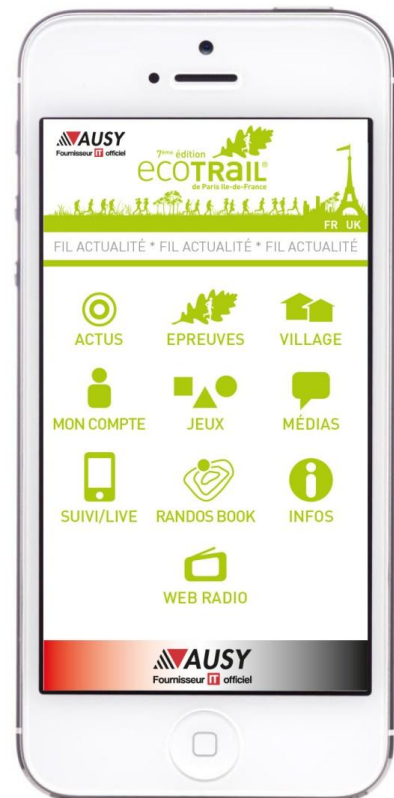 AUSY
Fournisseur IT officiel
7ème édition
ecoTRaiL®
de Paris Ile-de-France
FR UK
FIL ACTUALITÉ * FIL ACTUALITÉ * FIL ACTUALITÉ
ACTUS EPREUVES VILLAGE
MON COMPTE JEUX MÉDIAS
SUIVI/LIVE RANDOS BOOK INFOS
WEB RADIO
AUSY
Fournisseur IT officiel